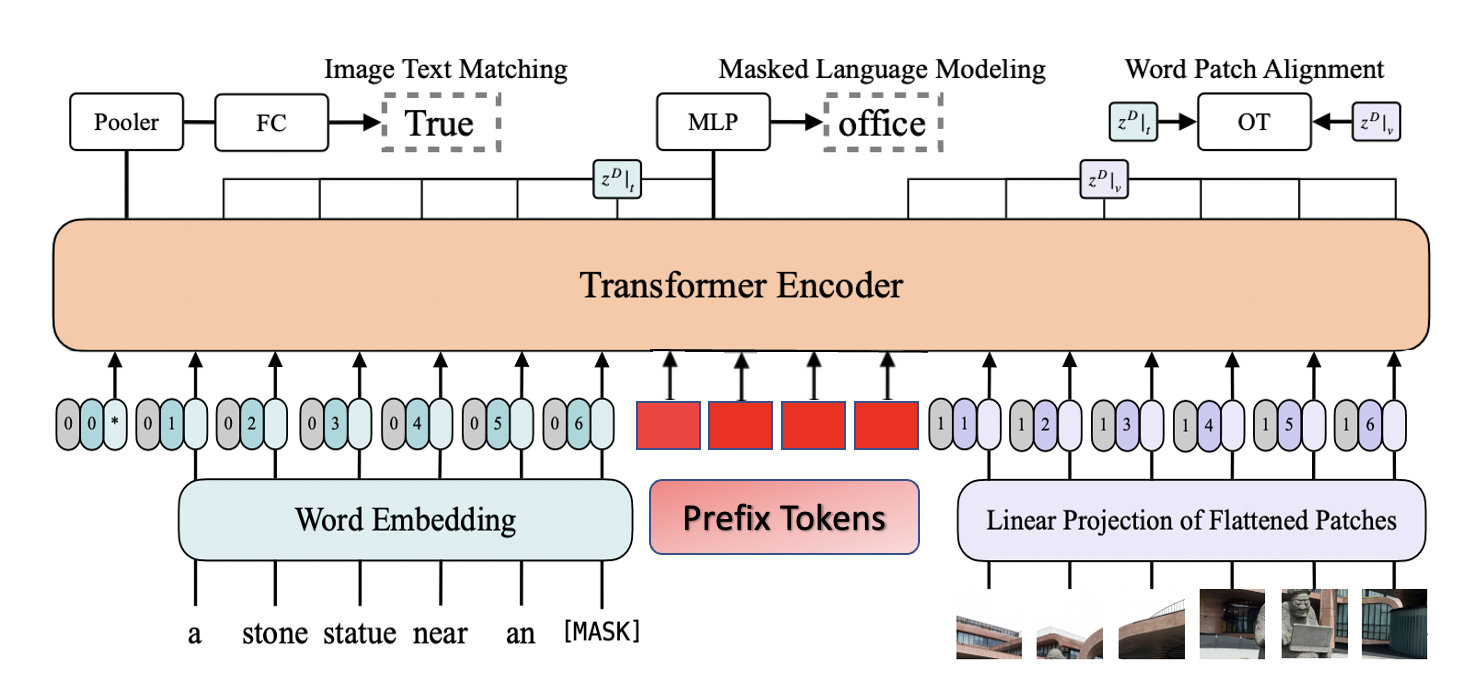 Image Text Matching
Masked Language Modeling
Word Patch Alignment
Pooler
FC
True
MLP
office
z^D|_t
OT
z^D|_v
z^D|_t
z^D|_v
Transformer Encoder
0 0 * 0 1 0 2 0 3 0 4 0 5 0 6
1 1 1 2 1 3 1 4 1 5 1 6
Word Embedding
Prefix Tokens
Linear Projection of Flattened Patches
a stone statue near an [MASK]